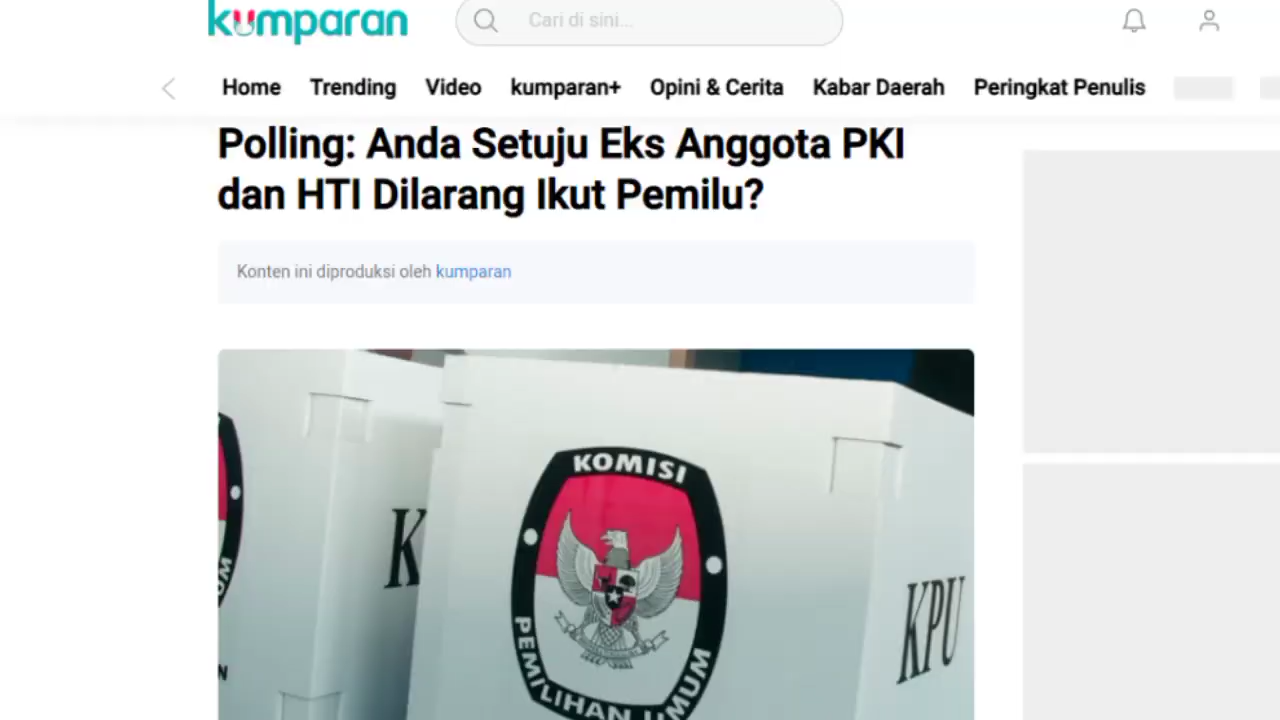 kumparan
Cari di sini...
Home Trending Video kumparan+ Opini & Cerita Kabar Daerah Peringkat Penulis
Polling: Anda Setuju Eks Anggota PKI
dan HTI Dilarang Ikut Pemilu?
Konten ini diproduksi oleh kumparan
KOMISI
PEMILIHAN UMUM
KPU